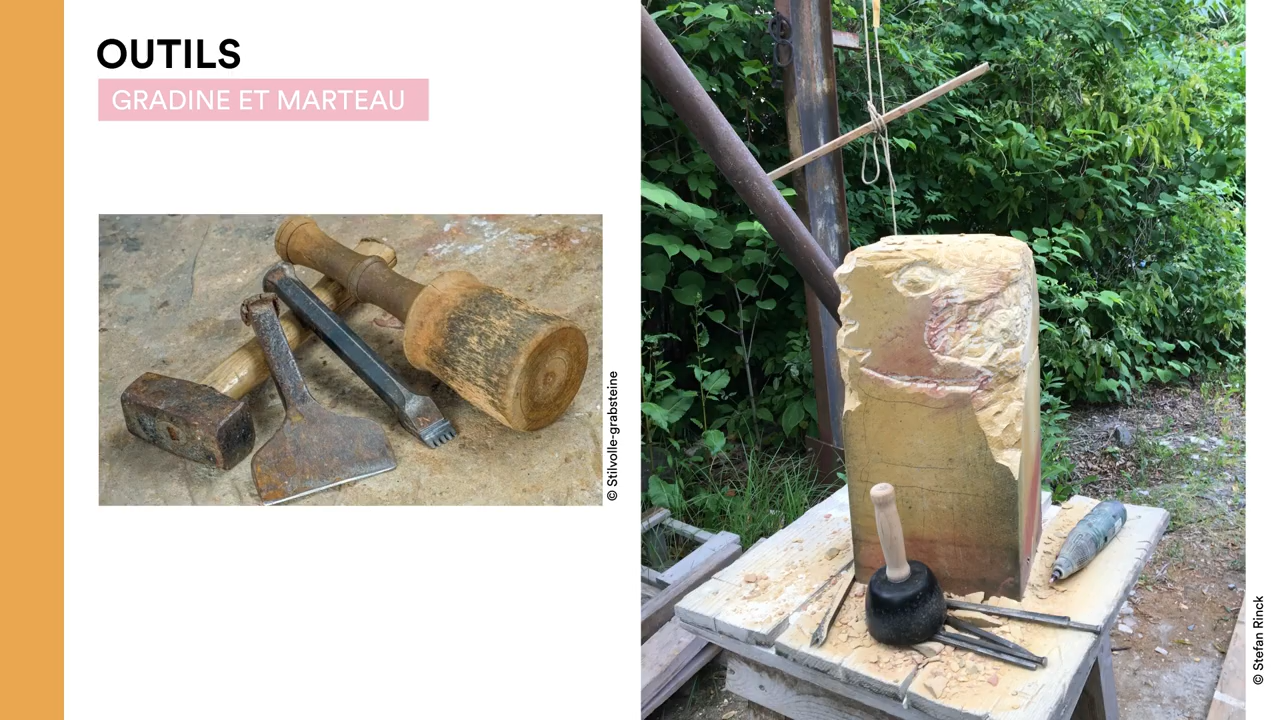 OUTILS
GRADINE ET MARTEAU
© Stilvolle-grabsteine
© Stefan Rinck